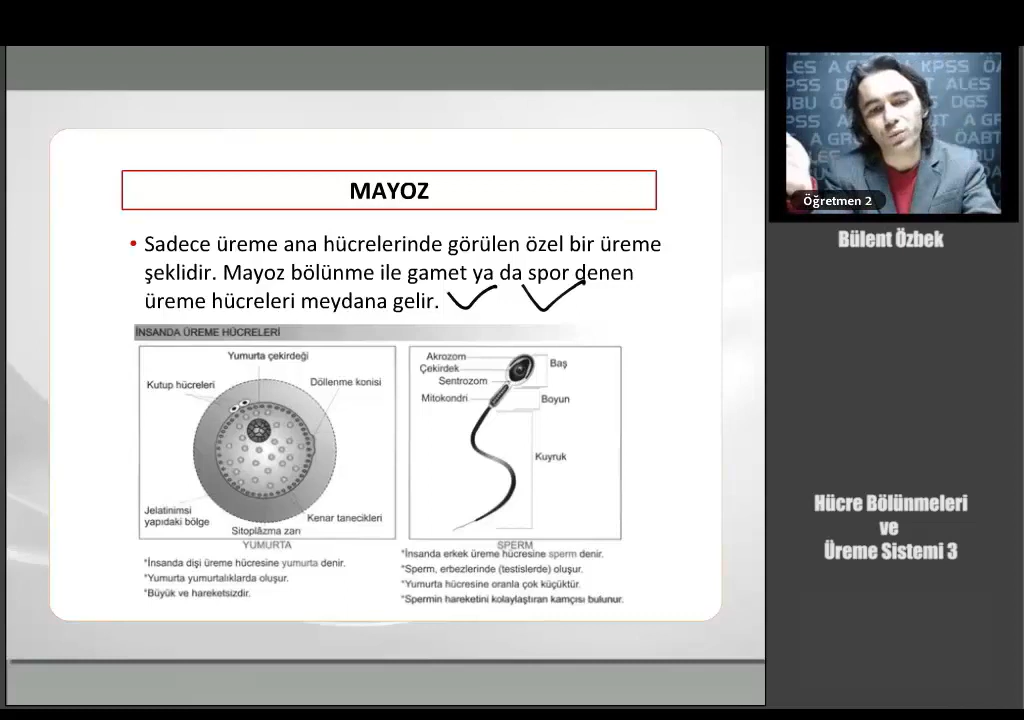 MAYOZ
• Sadece üreme ana hücrelerinde görülen özel bir üreme
şeklidir. Mayoz bölünme ile gamet ya da spor denen
üreme hücreleri meydana gelir.
İNSANDA ÜREME HÜCRELERİ
Yumurta çekirdeği
Kutup hücreleri
Döllenme konisi
Jelatinimsi
yapıdaki bölge
Kenar tanecikleri
Sitoplâzma zarı
YUMURTA
*İnsanda dişi üreme hücresine yumurta denir.
*Yumurta yumurtalıklarda oluşur.
*Büyük ve hareketsizdir.
Akrozom
Çekirdek
Sentrozom
Mitokondri
Baş
Boyun
Kuyruk
SPERM
*İnsanda erkek üreme hücresine sperm denir.
*Sperm, erbezlerinde (testislerde) oluşur.
*Yumurta hücresine oranla çok küçüktür.
*Spermin hareketini kolaylaştıran kamçısı bulunur.
Öğretmen 2
Bülent Özbek
Hücre Bölünmeleri
ve
Üreme Sistemi 3